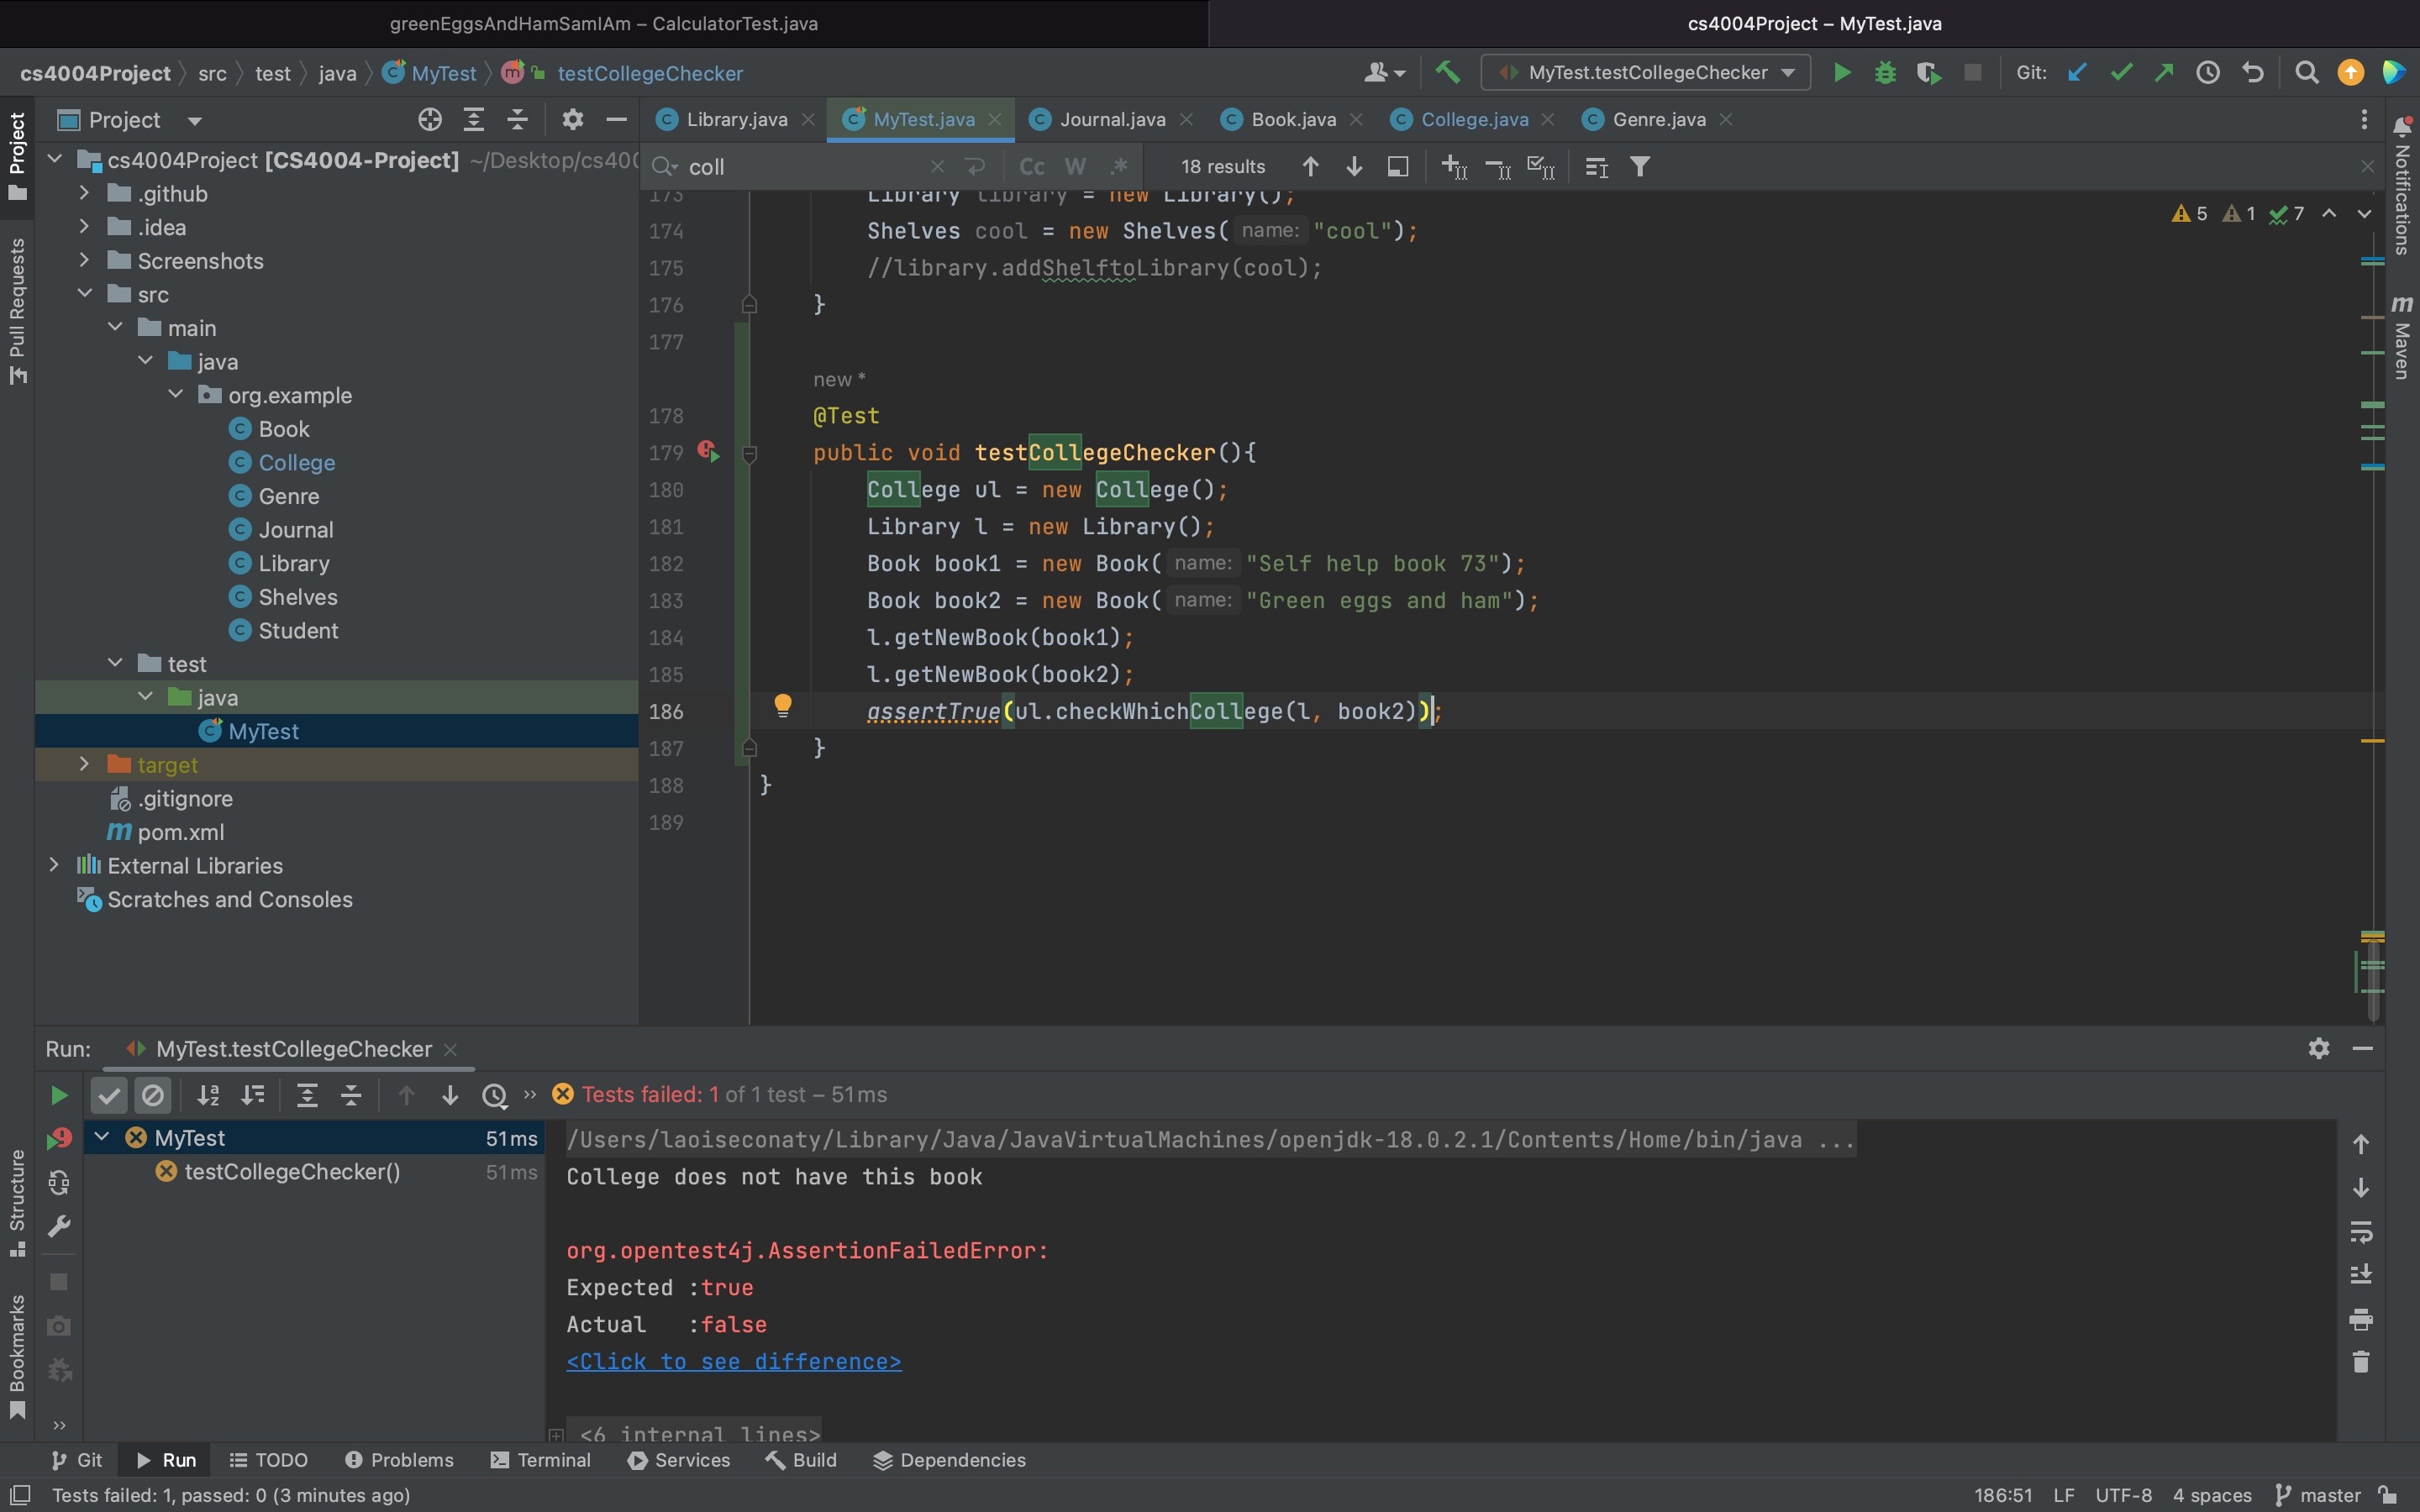 greenEggsAndHamSamIAm – CalculatorTest.java
cs4004Project – MyTest.java
cs4004Project src test java MyTest m testCollegeChecker
MyTest.testCollegeChecker
Git:
Project
Library.java
MyTest.java
Journal.java
Book.java
College.java
Genre.java
coll
Cc W .*
18 results
cs4004Project [CS4004-Project] ~/Desktop/cs400
.github
.idea
Screenshots
src
main
java
org.example
Book
College
Genre
Journal
Library
Shelves
Student
test
java
MyTest
target
.gitignore
pom.xml
External Libraries
Scratches and Consoles
5 1 7
173 Library library = new Library();
174 Shelves cool = new Shelves( name: "cool");
175 //library.addShelftoLibrary(cool);
176 }
177
new *
178 @Test
179 public void testCollegeChecker(){
180 College ul = new College();
181 Library l = new Library();
182 Book book1 = new Book( name: "Self help book 73");
183 Book book2 = new Book( name: "Green eggs and ham");
184 l.getNewBook(book1);
185 l.getNewBook(book2);
186 assertTrue(ul.checkWhichCollege(l, book2));
187 }
188 }
189
Project
Pull Requests
Structure
Bookmarks
Notifications
m Maven
Run: MyTest.testCollegeChecker
Tests failed: 1 of 1 test – 51ms
MyTest 51ms
testCollegeChecker() 51ms
/Users/laoiseconaty/Library/Java/JavaVirtualMachines/openjdk-18.0.2.1/Contents/Home/bin/java ...
College does not have this book
org.opentest4j.AssertionFailedError:
Expected :true
Actual :false
<Click to see difference>
<6 internal lines>
Git
Run
TODO
Problems
Terminal
Services
Build
Dependencies
Tests failed: 1, passed: 0 (3 minutes ago)
186:51 LF UTF-8 4 spaces master